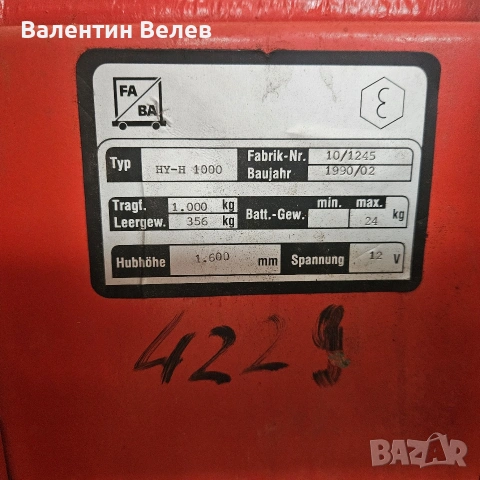 Валентин Велев
FA
BA
ε
Typ HY-H 1000 Fabrik-Nr. 10/1245
Baujahr 1990/02
Tragf. 1.000 kg
Leergew. 356 kg
Batt.-Gew. min. max. 24 kg
Hubhöhe 1.600 mm Spannung 12 V
4229
BAZAR